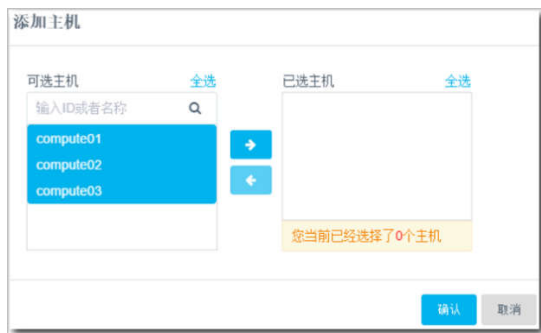 添加主机
可选主机 全选
输入ID或者名称
compute01
compute02
compute03
已选主机 全选
您当前已经选择了0个主机
确认 取消